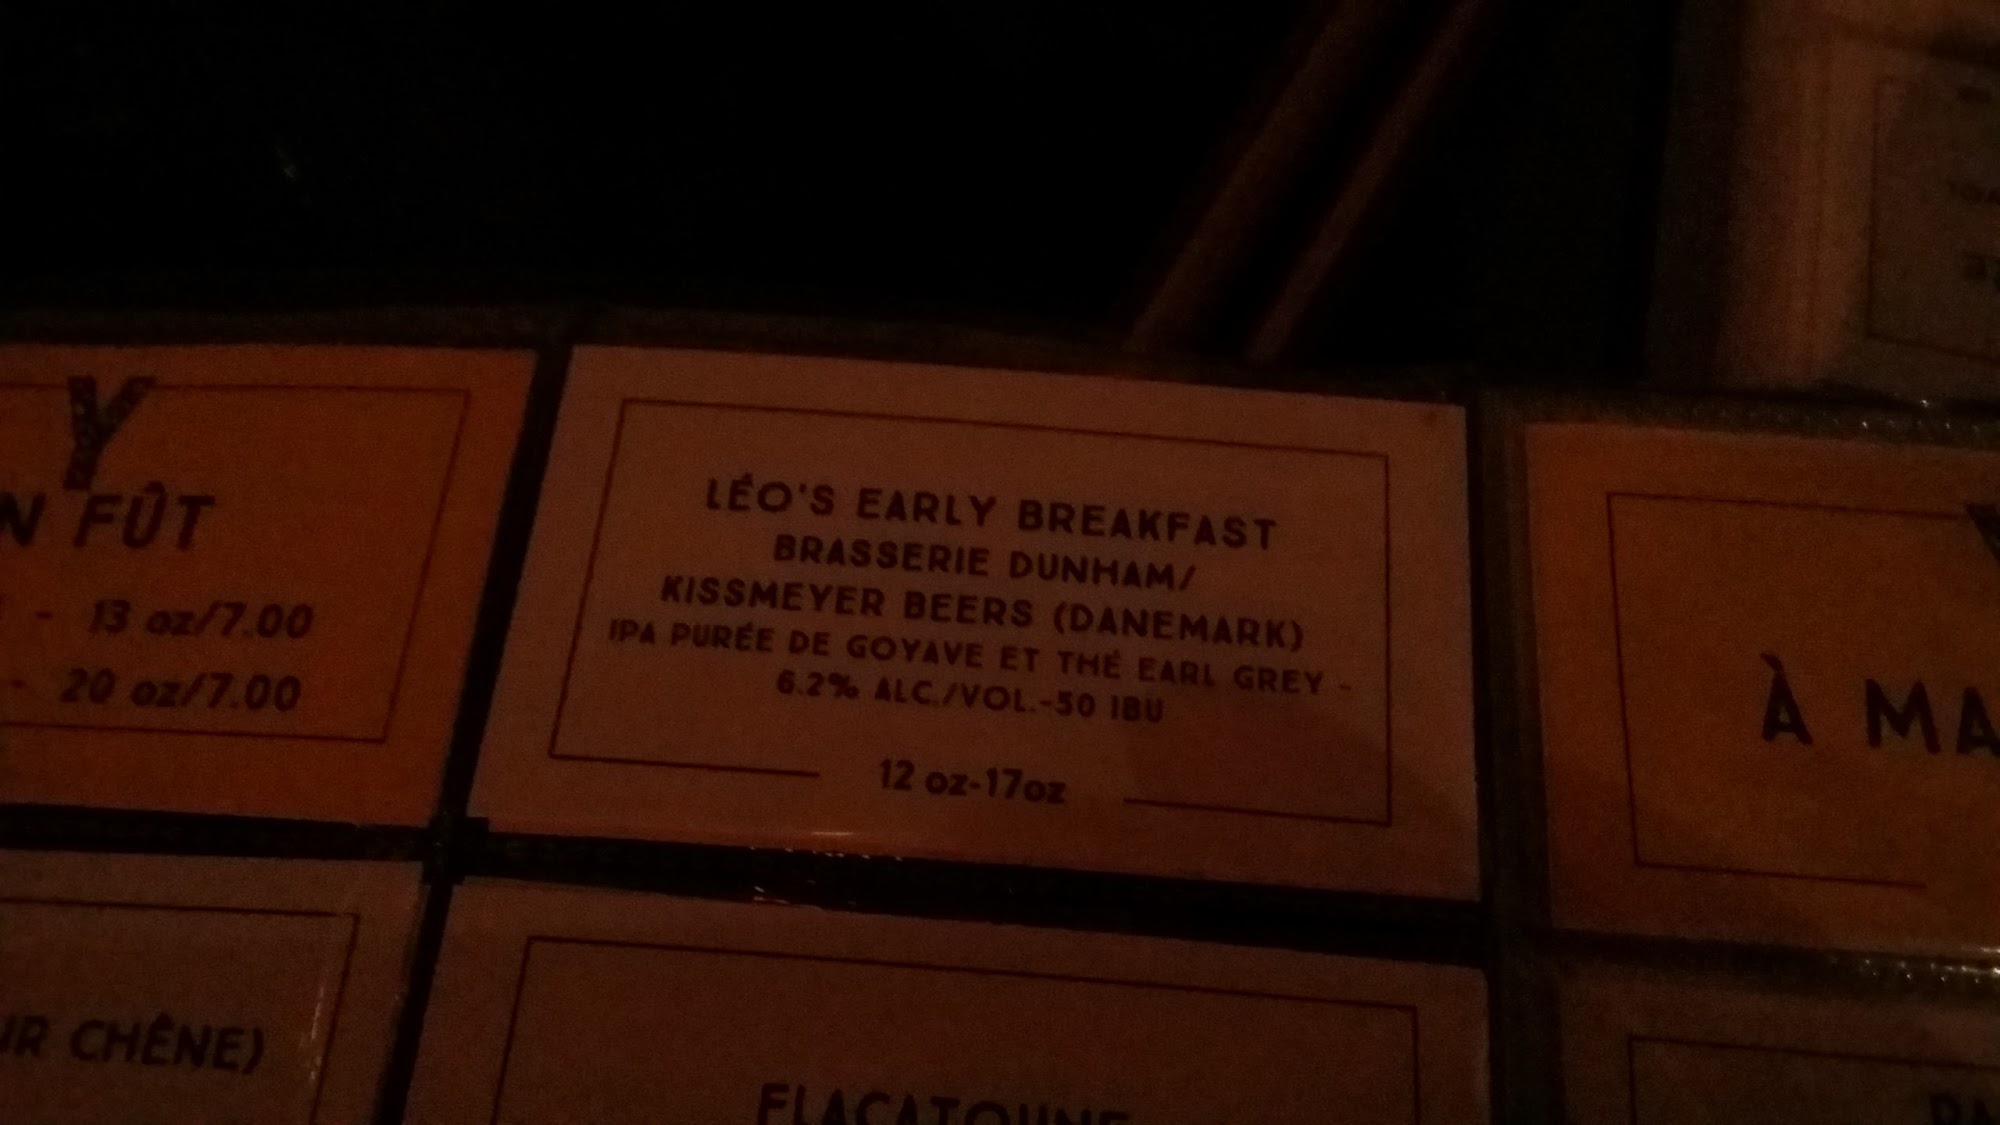 N FÛT
- 13 oz/7.00
- 20 oz/7.00
LÉO'S EARLY BREAKFAST
BRASSERIE DUNHAM/
KISSMEYER BEERS (DANEMARK)
IPA PURÉE DE GOYAVE ET THÉ EARL GREY -
6.2% ALC./VOL.-50 IBU
12 oz-17oz
À MA
UR CHÊNE)